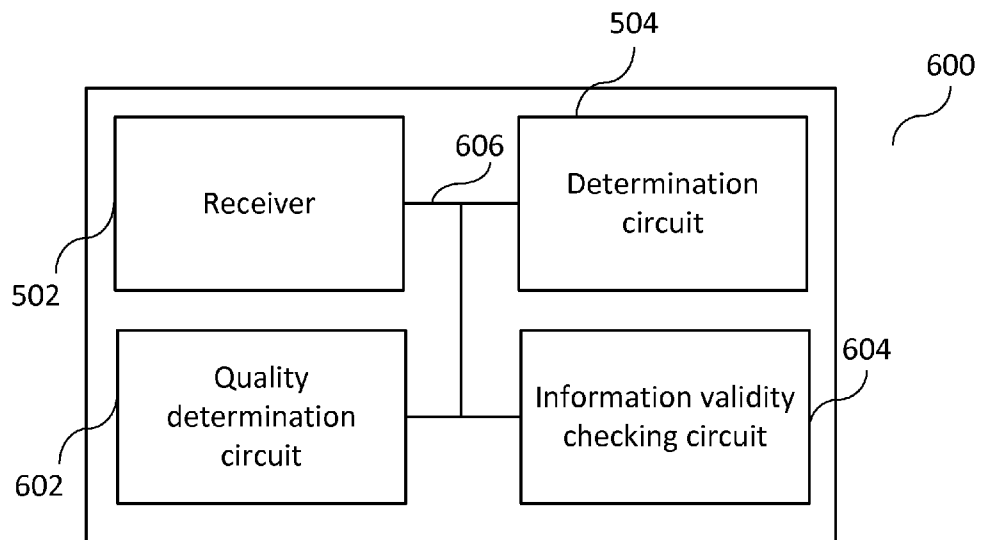 504
600
606
Receiver
Determination
circuit
502
604
Quality
determination
circuit
Information validity
checking circuit
602